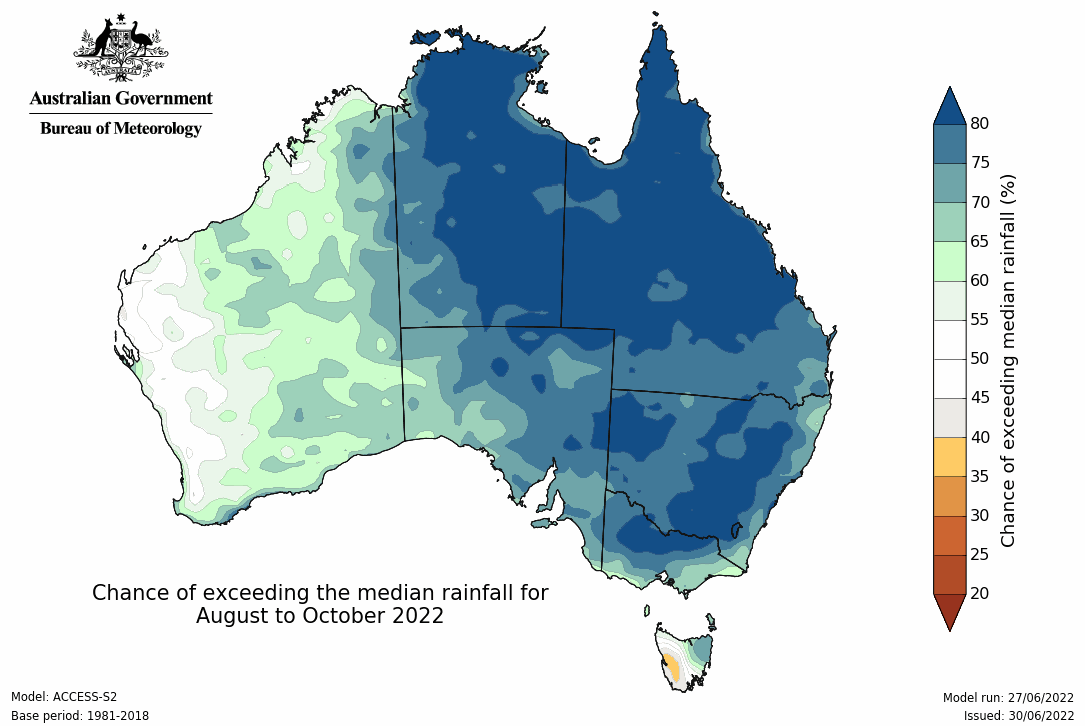 Australian Government
Bureau of Meteorology
80
75
70
65
60
55
50
45
40
35
30
25
20
Chance of exceeding median rainfall (%)
Chance of exceeding the median rainfall for
August to October 2022
Model: ACCESS-S2
Base period: 1981-2018
Model run: 27/06/2022
Issued: 30/06/2022